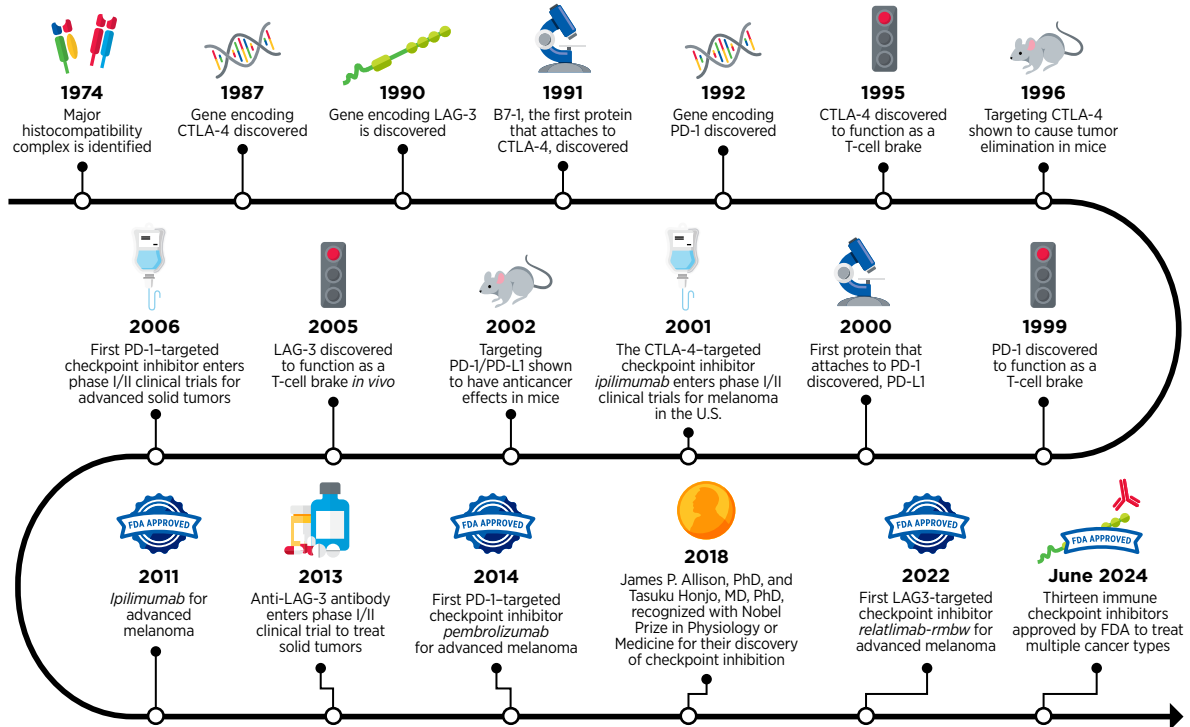 1974
Major
histocompatibility
complex is identified
1987
Gene encoding
CTLA-4 discovered
1990
Gene encoding LAG-3
is discovered
1991
B7-1, the first protein
that attaches to
CTLA-4, discovered
1992
Gene encoding
PD-1 discovered
1995
CTLA-4 discovered
to function as a
T-cell brake
1996
Targeting CTLA-4
shown to cause tumor
elimination in mice
2006
First PD-1–targeted
checkpoint inhibitor enters
phase I/II clinical trials for
advanced solid tumors
2005
LAG-3 discovered
to function as a
T-cell brake in vivo
2002
Targeting
PD-1/PD-L1 shown
to have anticancer
effects in mice
2001
The CTLA-4–targeted
checkpoint inhibitor
ipilimumab enters phase I/II
clinical trials for melanoma
in the U.S.
2000
First protein that
attaches to PD-1
discovered, PD-L1
1999
PD-1 discovered
to function as a
T-cell brake
FDA APPROVED
2011
Ipilimumab for
advanced
melanoma
2013
Anti-LAG-3 antibody
enters phase I/II
clinical trial to treat
solid tumors
FDA APPROVED
2014
First PD-1–targeted
checkpoint inhibitor
pembrolizumab
for advanced melanoma
2018
James P. Allison, PhD, and
Tasuku Honjo, MD, PhD,
recognized with Nobel
Prize in Physiology or
Medicine for their discovery
of checkpoint inhibition
FDA APPROVED
2022
First LAG3-targeted
checkpoint inhibitor
relatlimab-rmbw for
advanced melanoma
FDA APPROVED
June 2024
Thirteen immune
checkpoint inhibitors
approved by FDA to treat
multiple cancer types